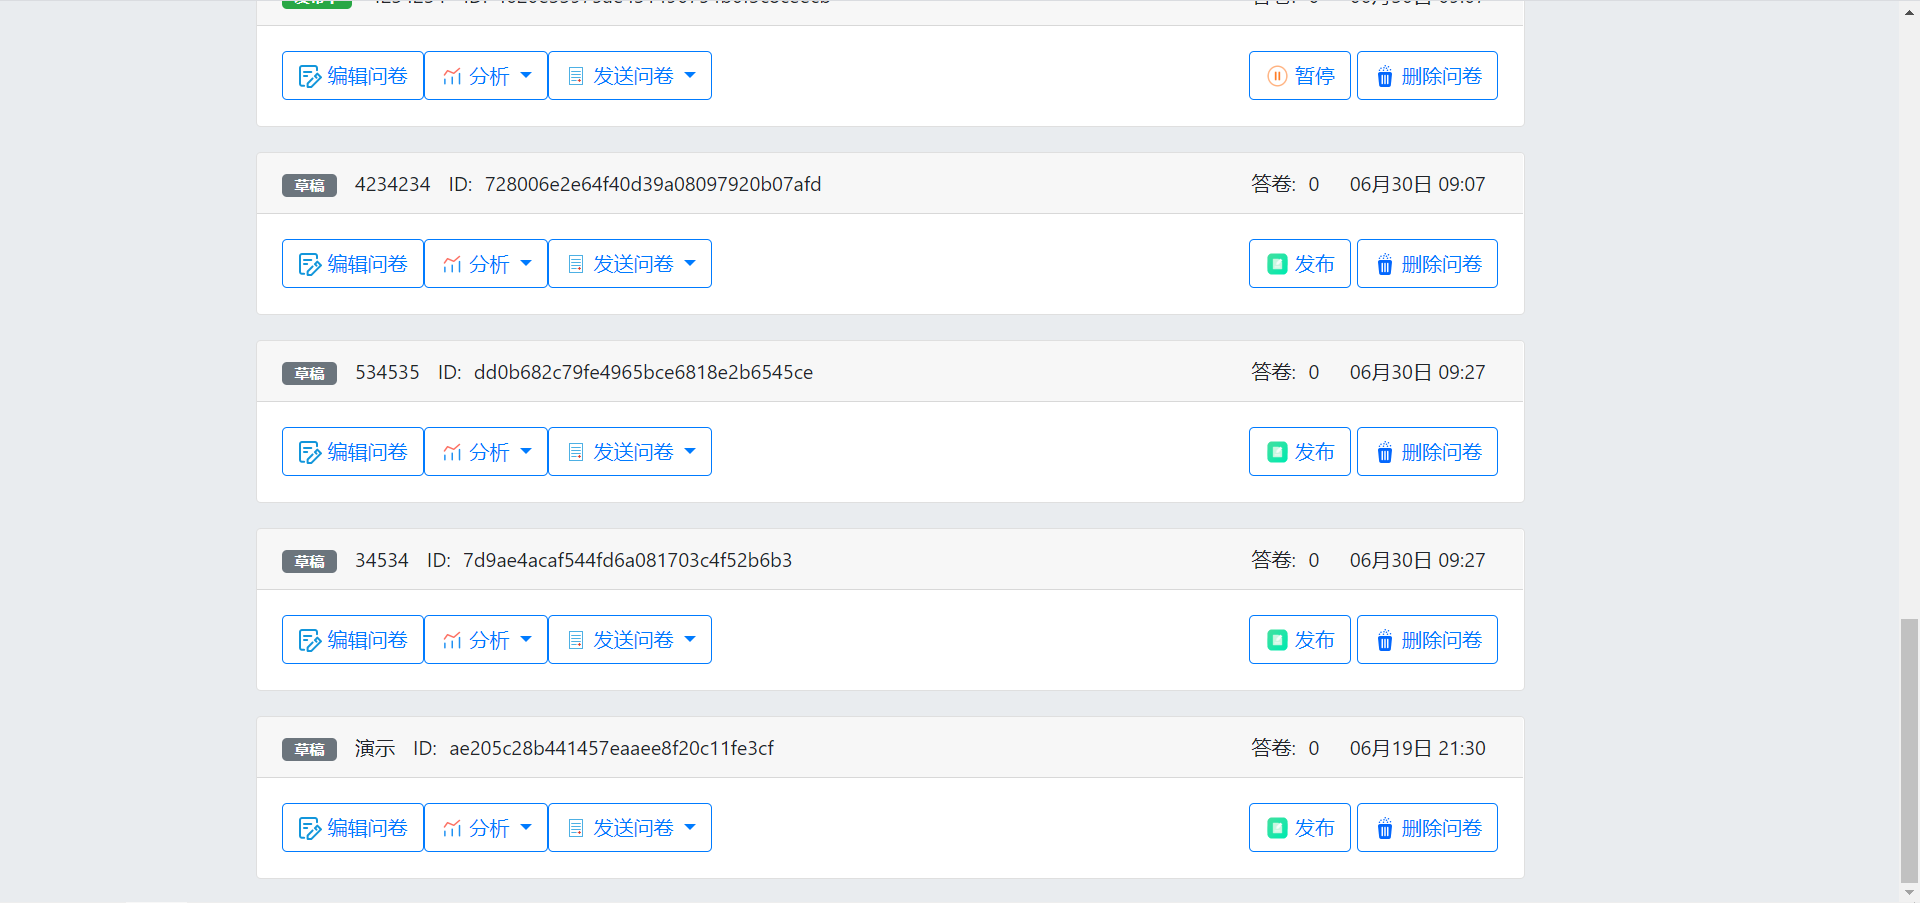 编辑问卷 分析 发送问卷 暂停 删除问卷
草稿 4234234 ID: 728006e2e64f40d39a08097920b07afd 答卷: 0 06月30日 09:07
编辑问卷 分析 发送问卷 发布 删除问卷
草稿 534535 ID: dd0b682c79fe4965bce6818e2b6545ce 答卷: 0 06月30日 09:27
编辑问卷 分析 发送问卷 发布 删除问卷
草稿 34534 ID: 7d9ae4acaf544fd6a081703c4f52b6b3 答卷: 0 06月30日 09:27
编辑问卷 分析 发送问卷 发布 删除问卷
草稿 演示 ID: ae205c28b441457eaaee8f20c11fe3cf 答卷: 0 06月19日 21:30
编辑问卷 分析 发送问卷 发布 删除问卷